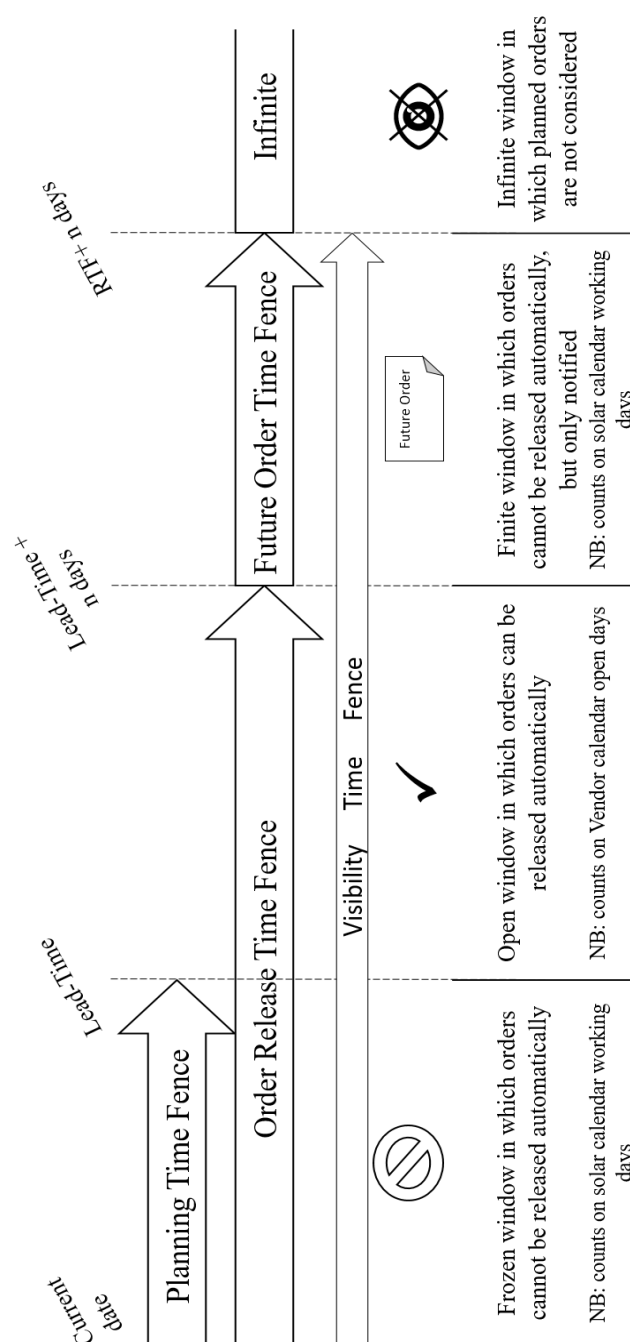 Current
date
Lead-Time
Lead-Time +
n days
RTF+ n days
Planning Time Fence
Order Release Time Fence
Future Order Time Fence
Infinite
Visibility Time Fence
Future Order
Frozen window in which orders
cannot be released automatically
NB: counts on solar calendar working
days
Open window in which orders can be
released automatically
NB: counts on Vendor calendar open days
Finite window in which orders
cannot be released automatically,
but only notified
NB: counts on solar calendar working
days
Infinite window in
which planned orders
are not considered